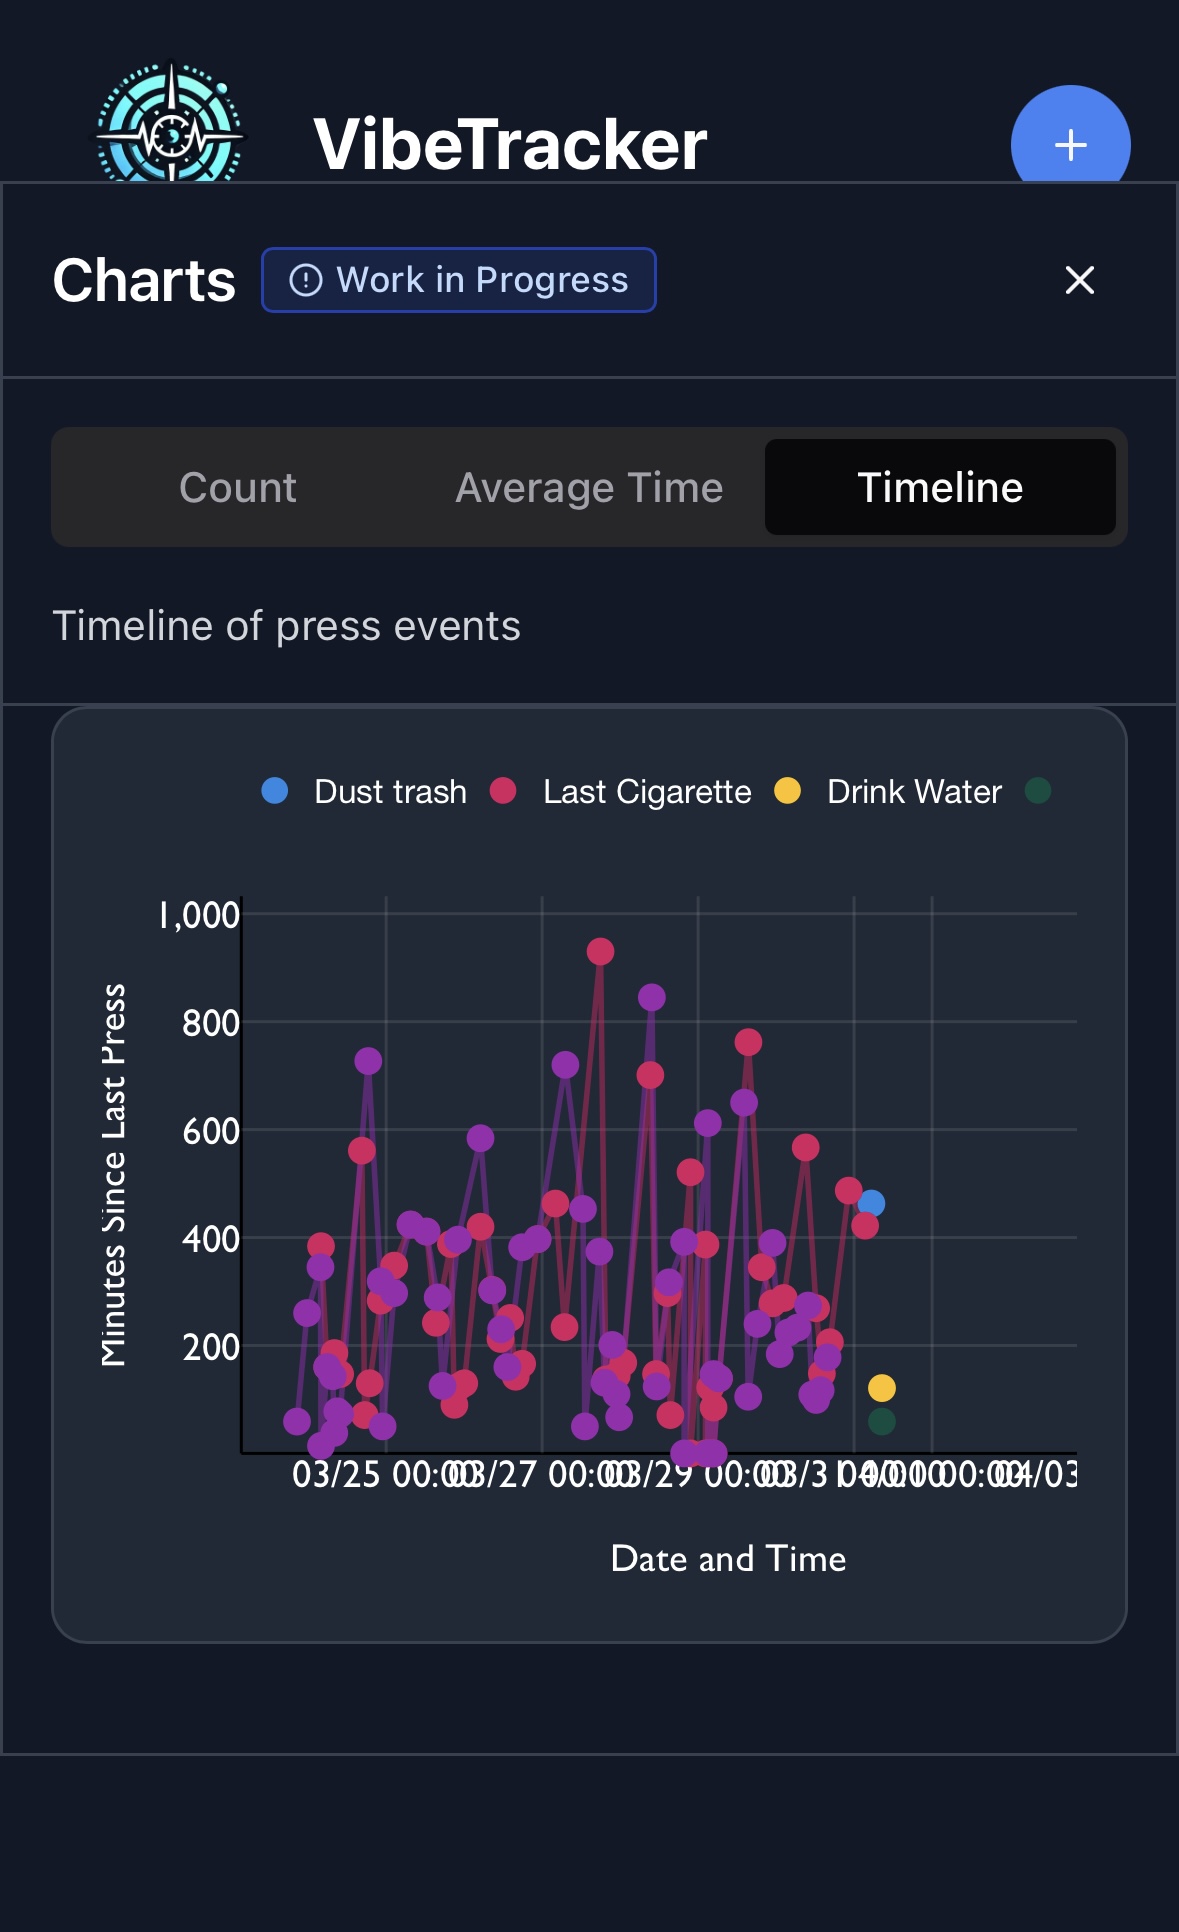 VibeTracker
Charts
Work in Progress
Count
Average Time
Timeline
Timeline of press events
Dust trash
Last Cigarette
Drink Water
Minutes Since Last Press
1,000
800
600
400
200
03/25 00:00
03/27 00:00
03/29 00:00
03/31
04/01 00:00
04/03
Date and Time